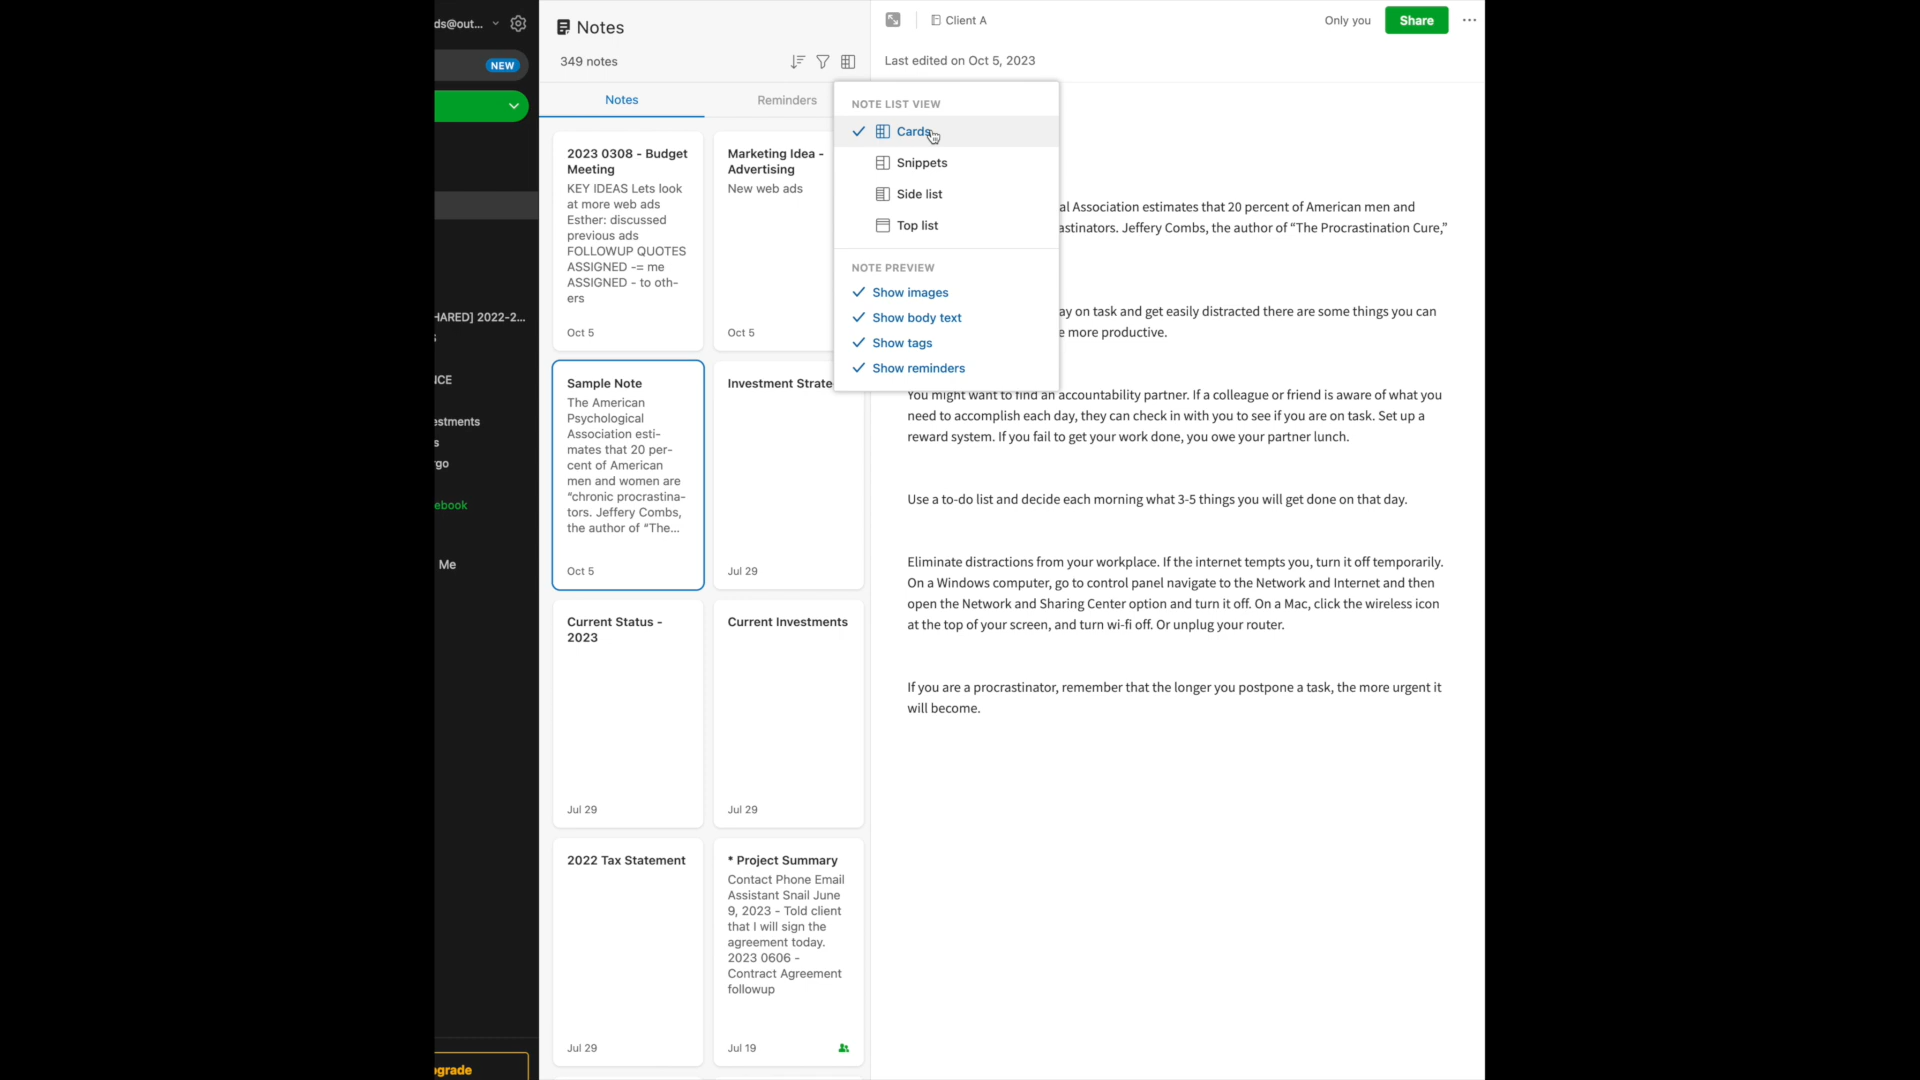 ds@out...
NEW
HARED] 2022-2...
estments
Me
Notes
349 notes
Notes
Reminders
2023 0308 - Budget
Meeting
KEY IDEAS Lets look
at more web ads
Esther: discussed
previous ads
FOLLOWUP QUOTES
ASSIGNED -= me
ASSIGNED - to oth-
ers
Oct 5
Marketing Idea -
Advertising
New web ads
Oct 5
Sample Note
The American
Psychological
Association esti-
mates that 20 per-
cent of American
men and women are
“chronic procrastina-
tors. Jeffery Combs,
the author of “The...
Oct 5
Investment Strate
Jul 29
Current Status -
2023
Jul 29
Current Investments
Jul 29
2022 Tax Statement
Jul 29
* Project Summary
Contact Phone Email
Assistant Snail June
9, 2023 - Told client
that I will sign the
agreement today.
2023 0606 -
Contract Agreement
followup
Jul 19
NOTE LIST VIEW
Cards
Snippets
Side list
Top list
NOTE PREVIEW
Show images
Show body text
Show tags
Show reminders
Client A
Only you
Share
Last edited on Oct 5, 2023
al Association estimates that 20 percent of American men and
astinators. Jeffery Combs, the author of “The Procrastination Cure,”
ay on task and get easily distracted there are some things you can
e more productive.
You might want to find an accountability partner. If a colleague or friend is aware of what you
need to accomplish each day, they can check in with you to see if you are on task. Set up a
reward system. If you fail to get your work done, you owe your partner lunch.
Use a to-do list and decide each morning what 3-5 things you will get done on that day.
Eliminate distractions from your workplace. If the internet tempts you, turn it off temporarily.
On a Windows computer, go to control panel navigate to the Network and Internet and then
open the Network and Sharing Center option and turn it off. On a Mac, click the wireless icon
at the top of your screen, and turn wi-fi off. Or unplug your router.
If you are a procrastinator, remember that the longer you postpone a task, the more urgent it
will become.